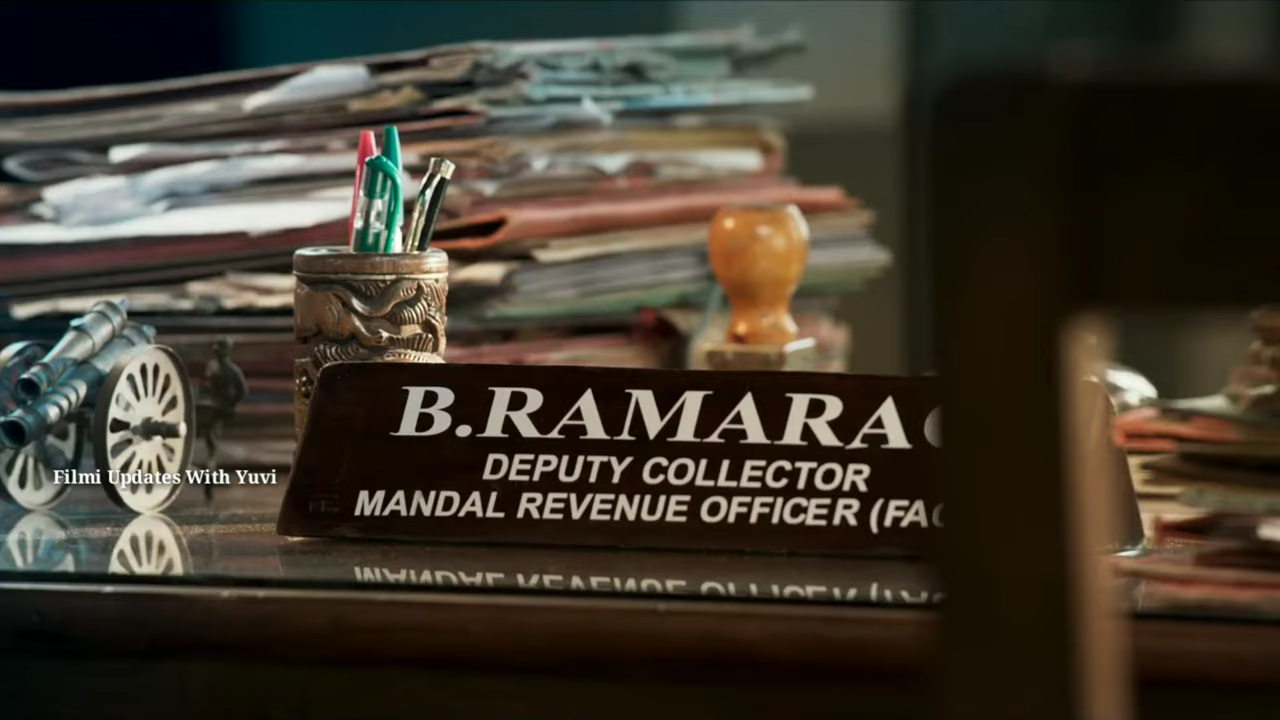 B.RAMARA
DEPUTY COLLECTOR
MANDAL REVENUE OFFICER (FAC
Filmi Updates With Yuvi